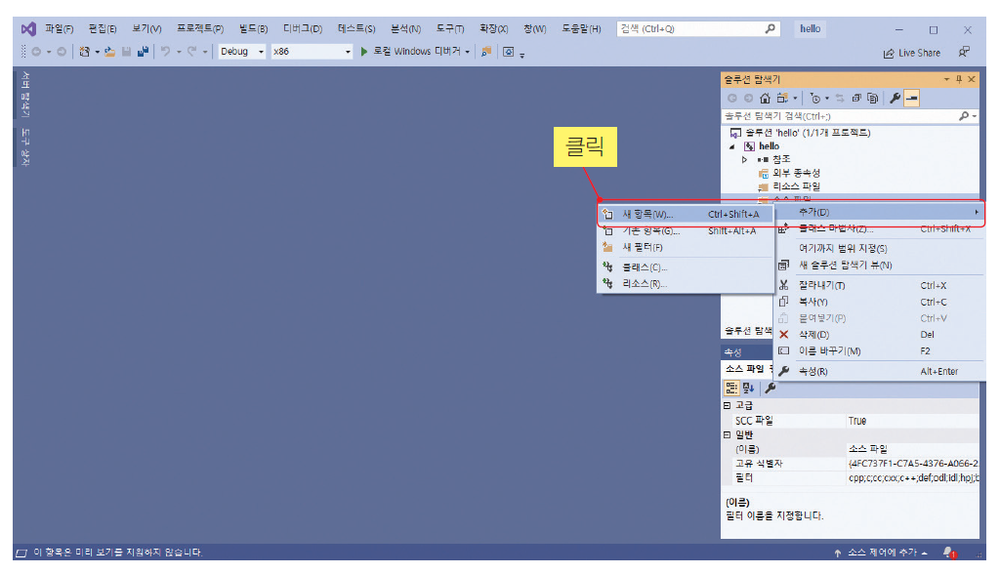 파일(F) 편집(E) 보기(V) 프로젝트(P) 빌드(B) 디버그(D) 테스트(S) 분석(N) 도구(T) 확장(X) 창(W) 도움말(H) 검색 (Ctrl+Q) hello
Debug x86 로컬 Windows 디버거 Live Share
서버 탐색기
도구 상자
솔루션 탐색기
솔루션 탐색기 검색(Ctrl+;)
솔루션 'hello' (1/1개 프로젝트)
hello
참조
외부 종속성
리소스 파일
소스 파일
클릭
새 항목(W)... Ctrl+Shift+A
기존 항목(G)... Shift+Alt+A
새 필터(F)
클래스(C)...
리소스(R)...
추가(D)
클래스 마법사(Z)... Ctrl+Shift+X
여기까지 범위 지정(S)
새 솔루션 탐색기 뷰(N)
잘라내기(T) Ctrl+X
복사(Y) Ctrl+C
붙여넣기(P) Ctrl+V
삭제(D) Del
이름 바꾸기(M) F2
속성(R) Alt+Enter
솔루션 탐색
속성
소스 파일
고급
SCC 파일 True
일반
(이름) 소스 파일
고유 식별자 {4FC737F1-C7A5-4376-A066-2
필터 cpp;c;cc;cxx;c++;def;odl;idl;hpj;b
(이름)
필터 이름을 지정합니다.
이 항목은 미리 보기를 지원하지 않습니다. 소스 제어에 추가 1